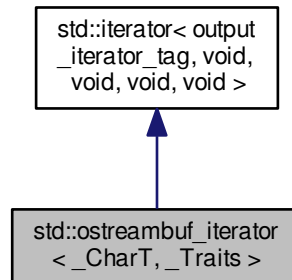 std::iterator< output
_iterator_tag, void,
void, void, void >
std::ostreambuf_iterator
< _CharT, _Traits >